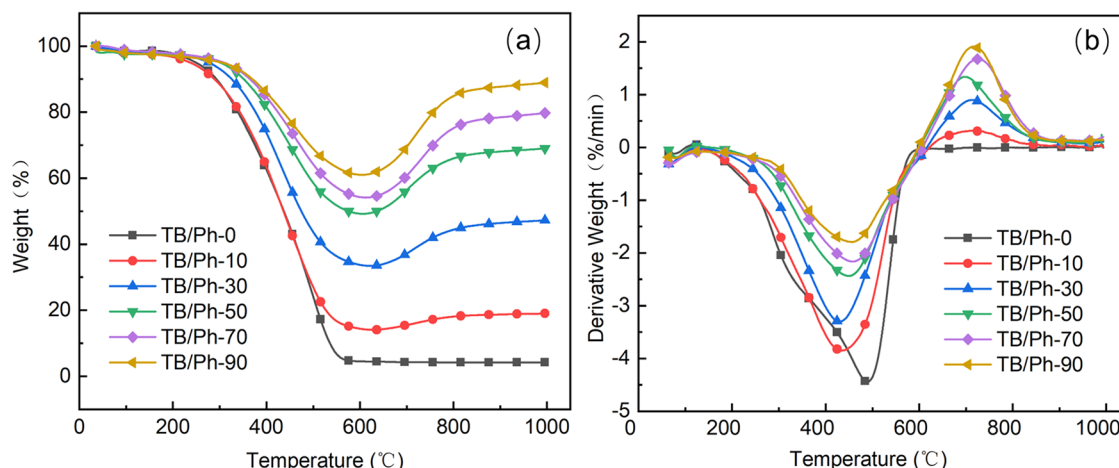 (a)
100
80
60
40
20
0
Weight (%)
TB/Ph-0
TB/Ph-10
TB/Ph-30
TB/Ph-50
TB/Ph-70
TB/Ph-90
0 200 400 600 800 1000
Temperature (℃)
(b)
2
1
0
-1
-2
-3
-4
-5
Derivative Weight (%/min)
TB/Ph-0
TB/Ph-10
TB/Ph-30
TB/Ph-50
TB/Ph-70
TB/Ph-90
0 200 400 600 800 1000
Temperature (℃)